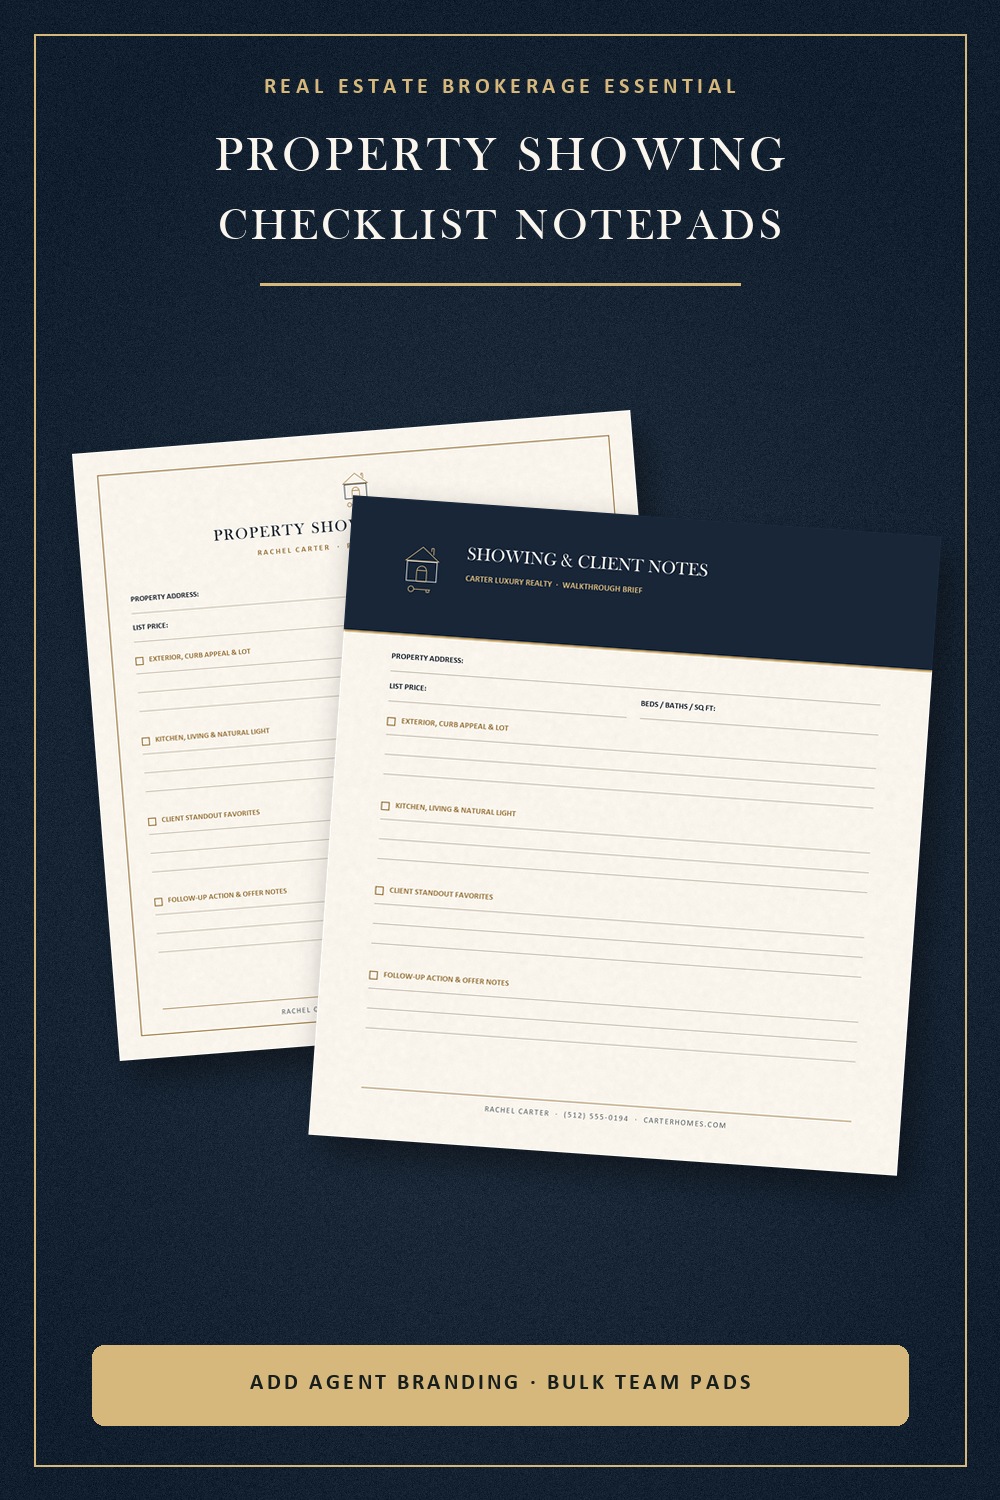 REAL ESTATE BROKERAGE ESSENTIAL
PROPERTY SHOWING
CHECKLIST NOTEPADS
PROPERTY
RACHEL CARTER ·
PROPERTY ADDRESS:
LIST PRICE:
EXTERIOR, CURB APPEAL & LOT
KITCHEN, LIVING & NATURAL LIGHT
CLIENT STANDOUT FAVORITES
FOLLOW-UP ACTION & OFFER NOTES
RACHEL
SHOWING & CLIENT NOTES
CARTER LUXURY REALTY · WALKTHROUGH BRIEF
PROPERTY ADDRESS:
LIST PRICE:
BEDS / BATHS / SQ FT:
EXTERIOR, CURB APPEAL & LOT
KITCHEN, LIVING & NATURAL LIGHT
CLIENT STANDOUT FAVORITES
FOLLOW-UP ACTION & OFFER NOTES
RACHEL CARTER · (512) 555-0194 · CARTERHOMES.COM
ADD AGENT BRANDING · BULK TEAM PADS